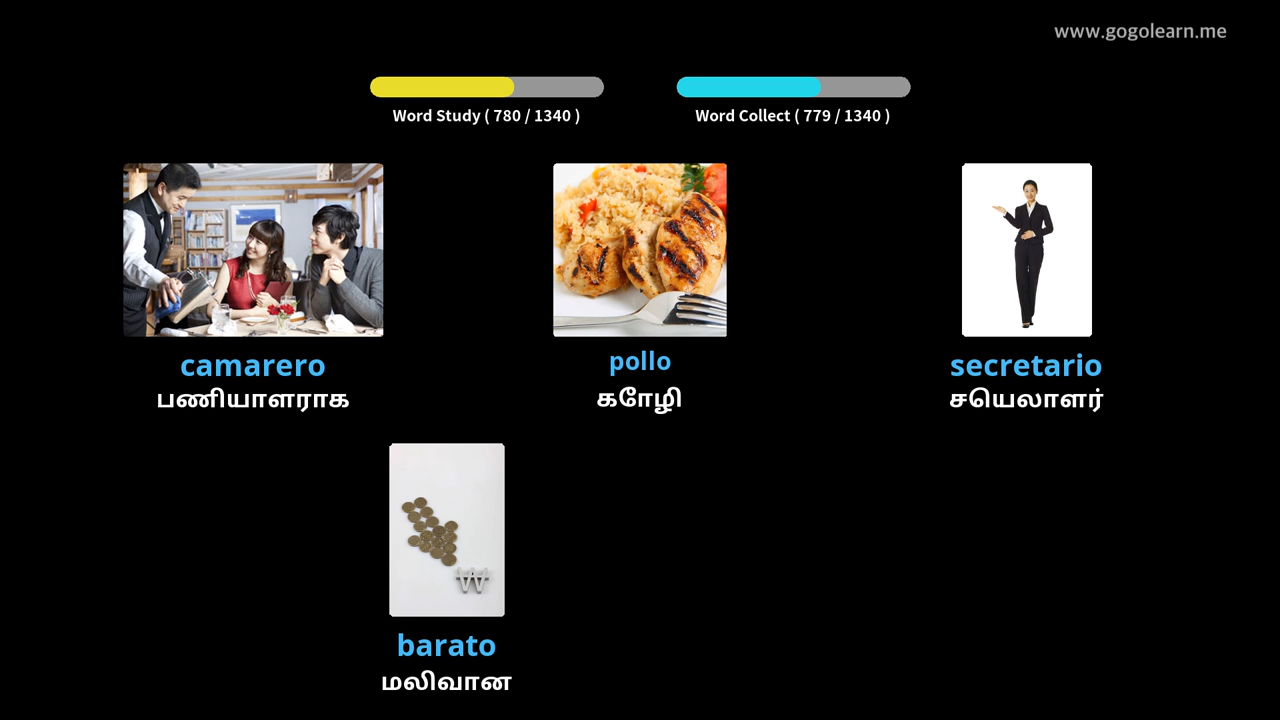 www.gogolearn.me
Word Study ( 780 / 1340 )
Word Collect ( 779 / 1340 )
camarero
பணியாளராக
pollo
கோழி
secretario
செயலாளர்
barato
மலிவான
₩